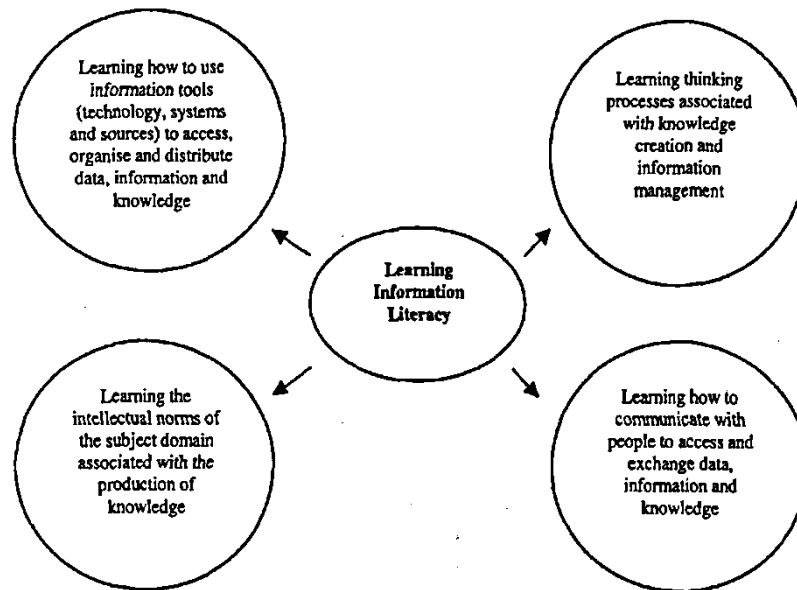 Learning how to use
information tools
(technology, systems
and sources) to access,
organise and distribute
data, information and
knowledge
Learning thinking
processes associated
with knowledge
creation and
information
management
Learning
Information
Literacy
Learning the
intellectual norms of
the subject domain
associated with the
production of
knowledge
Learning how to
communicate with
people to access and
exchange data,
information and
knowledge